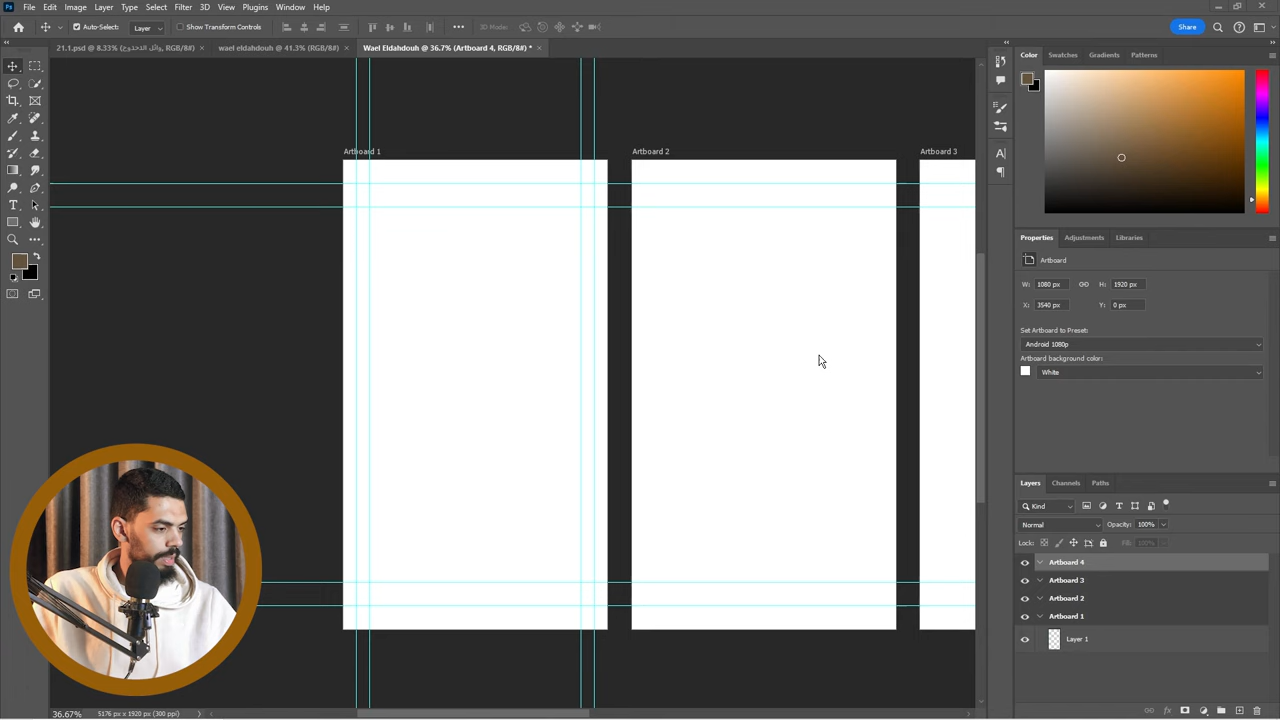 File Edit Image Layer Type Select Filter 3D View Plugins Window Help
Auto-Select: Layer Show Transform Controls 3D Mode: Share
21.1.psd @ 8.33% (وائل الدحدوح, RGB/8#) wael eldahdouh @ 41.3% (RGB/8#) Wael Eldahdouh @ 36.7% (Artboard 4, RGB/8#) *
Color Swatches Gradients Patterns
Artboard 1 Artboard 2 Artboard 3
Properties Adjustments Libraries
Artboard
W: 1080 px H: 1920 px
X: 3540 px Y: 0 px
Set Artboard to Preset:
Android 1080p
Artboard background color:
White
Layers Channels Paths
Kind
Normal Opacity: 100%
Lock: Fill: 100%
Artboard 4
Artboard 3
Artboard 2
Artboard 1
Layer 1
36.67% 5176 px x 1920 px (300 ppi)